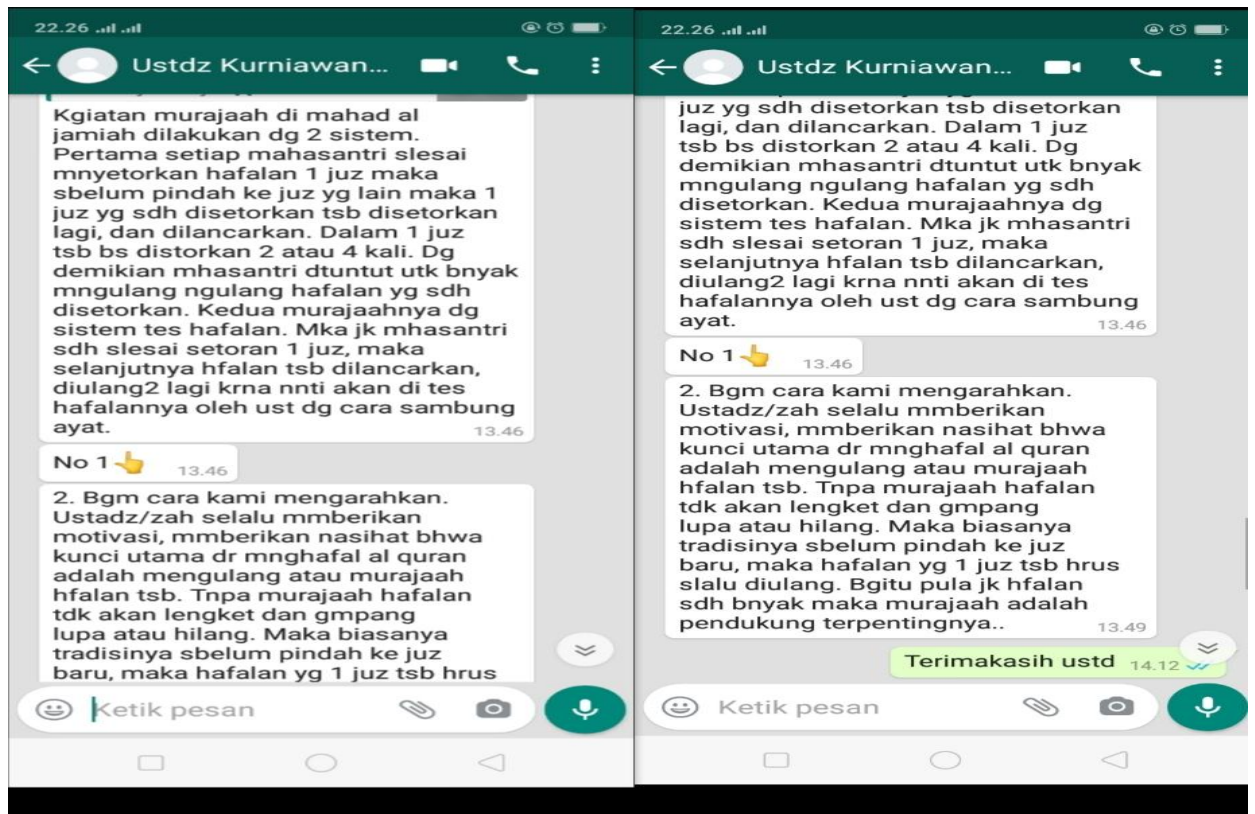 22.26
Ustdz Kurniawan...
Kgiatan murajaah di mahad al
jamiah dilakukan dg 2 sistem.
Pertama setiap mahasantri slesai
mnyetorkan hafalan 1 juz maka
sbelum pindah ke juz yg lain maka 1
juz yg sdh disetorkan tsb disetorkan
lagi, dan dilancarkan. Dalam 1 juz
tsb bs distorkan 2 atau 4 kali. Dg
demikian mhasantri dtuntut utk bnyak
mngulang ngulang hafalan yg sdh
disetorkan. Kedua murajaahnya dg
sistem tes hafalan. Mka jk mhasantri
sdh slesai setoran 1 juz, maka
selanjutnya hfalan tsb dilancarkan,
diulang2 lagi krna nnti akan di tes
hafalannya oleh ust dg cara sambung
ayat.
13.46
No 1👆 13.46
2. Bgm cara kami mengarahkan.
Ustadz/zah selalu mmberikan
motivasi, mmberikan nasihat bhwa
kunci utama dr mnghafal al quran
adalah mengulang atau murajaah
hfalan tsb. Tnpa murajaah hafalan
tdk akan lengket dan gmpang
lupa atau hilang. Maka biasanya
tradisinya sbelum pindah ke juz
baru, maka hafalan yg 1 juz tsb hrus
Ketik pesan
22.26
Ustdz Kurniawan...
juz yg sdh disetorkan tsb disetorkan
lagi, dan dilancarkan. Dalam 1 juz
tsb bs distorkan 2 atau 4 kali. Dg
demikian mhasantri dtuntut utk bnyak
mngulang ngulang hafalan yg sdh
disetorkan. Kedua murajaahnya dg
sistem tes hafalan. Mka jk mhasantri
sdh slesai setoran 1 juz, maka
selanjutnya hfalan tsb dilancarkan,
diulang2 lagi krna nnti akan di tes
hafalannya oleh ust dg cara sambung
ayat.
13.46
No 1👆 13.46
2. Bgm cara kami mengarahkan.
Ustadz/zah selalu mmberikan
motivasi, mmberikan nasihat bhwa
kunci utama dr mnghafal al quran
adalah mengulang atau murajaah
hfalan tsb. Tnpa murajaah hafalan
tdk akan lengket dan gmpang
lupa atau hilang. Maka biasanya
tradisinya sbelum pindah ke juz
baru, maka hafalan yg 1 juz tsb hrus
slalu diulang. Bgitu pula jk hfalan
sdh bnyak maka murajaah adalah
pendukung terpentingnya..
13.49
Terimakasih ustd 14.12
Ketik pesan